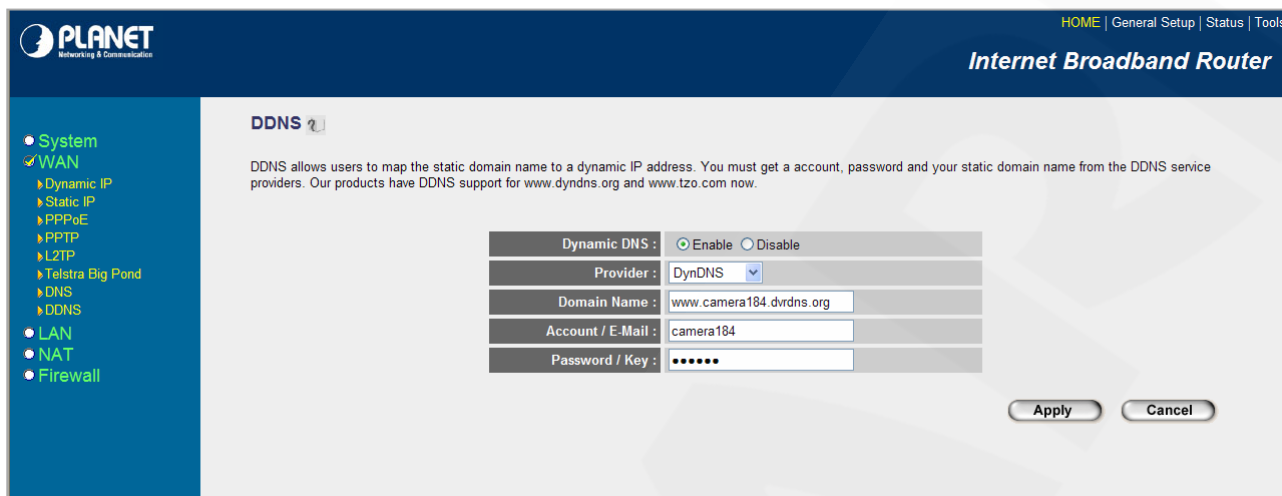 PLANET
Networking & Communication
HOME | General Setup | Status | Tools
Internet Broadband Router
System
WAN
Dynamic IP
Static IP
PPPoE
PPTP
L2TP
Telstra Big Pond
DNS
DDNS
LAN
NAT
Firewall
DDNS
DDNS allows users to map the static domain name to a dynamic IP address. You must get a account, password and your static domain name from the DDNS service
providers. Our products have DDNS support for www.dyndns.org and www.tzo.com now.
Dynamic DNS : Enable Disable
Provider : DynDNS
Domain Name : www.camera184.dvrdns.org
Account / E-Mail : camera184
Password / Key : ••••••
Apply Cancel